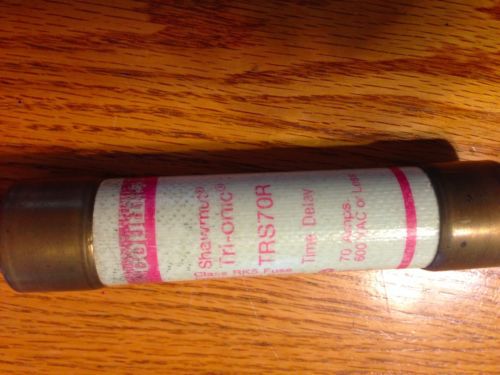 Shawmut®
Tri-onic®
TRS70R
Class RK5 Fuse
Time Delay
70 Amps.
600 VAC or Less